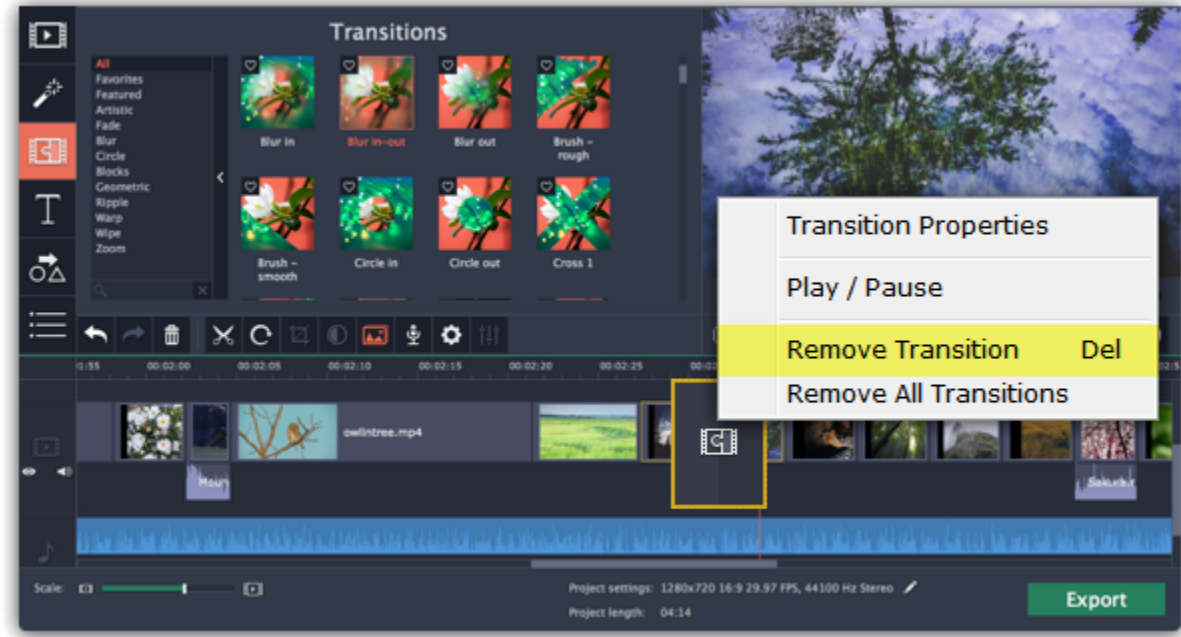 Transitions
All
Favorites
Featured
Artistic
Fade
Blur
Circle
Blocks
Geometric
Ripple
Warp
Wipe
Zoom
Blur in
Blur in-out
Blur out
Brush –
rough
Brush –
smooth
Circle in
Circle out
Cross 1
Transition Properties
Play / Pause
Remove Transition Del
Remove All Transitions
00:02:00 00:02:05 00:02:10 00:02:15 00:02:20 00:02:25
owlintree.mp4
Scale:
Project settings: 1280x720 16:9 29.97 FPS, 44100 Hz Stereo
Project length: 04:14
Export